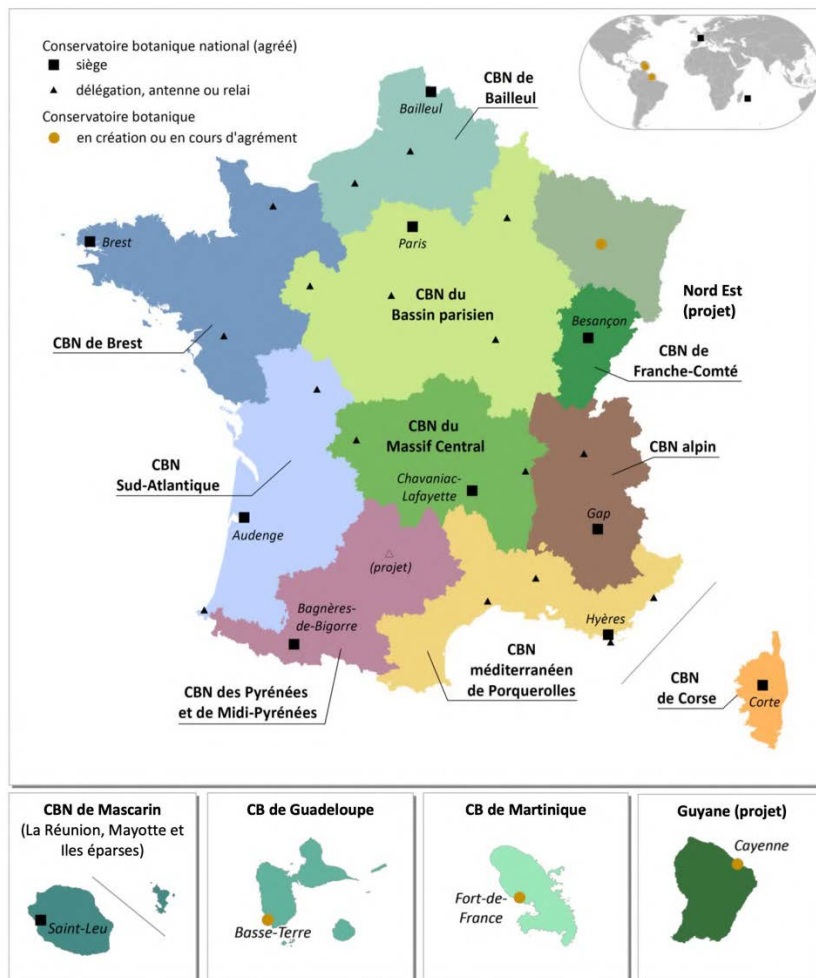 Conservatoire botanique national (agréé)
siège
délégation, antenne ou relai
Conservatoire botanique
en création ou en cours d'agrément
CBN de
Bailleul
Bailleul
Brest
Paris
Nord Est
(projet)
CBN du
Bassin parisien
Besançon
CBN de Brest
CBN de
Franche-Comté
CBN du
Massif Central
CBN alpin
CBN
Sud-Atlantique
Chavaniac-
Lafayette
Audenge
Gap
(projet)
Bagnères-
de-Bigorre
Hyères
CBN
méditerranéen
de Porquerolles
CBN des Pyrénées
et de Midi-Pyrénées
CBN
de Corse
Corte
CBN de Mascarin
(La Réunion, Mayotte et
Iles éparses)
Saint-Leu
CB de Guadeloupe
Basse-Terre
CB de Martinique
Fort-de-
France
Guyane (projet)
Cayenne